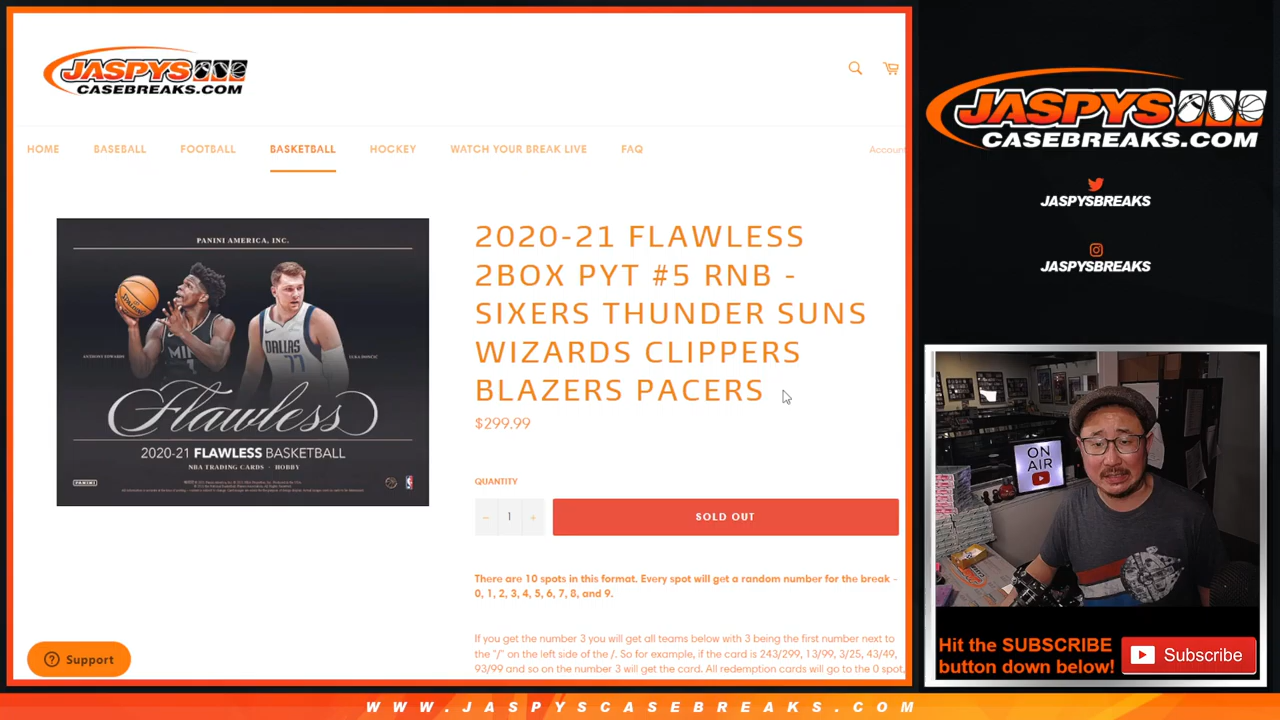 JASPYS
CASEBREAKS.COM
HOME
BASEBALL
FOOTBALL
BASKETBALL
HOCKEY
WATCH YOUR BREAK LIVE
FAQ
Account
PANINI AMERICA, INC.
ANTHONY EDWARDS
DALLAS
77
LUKA DONČIĆ
Flawless
2020-21 FLAWLESS BASKETBALL
NBA TRADING CARDS • HOBBY
PANINI
2020-21 FLAWLESS
2BOX PYT #5 RNB -
SIXERS THUNDER SUNS
WIZARDS CLIPPERS
BLAZERS PACERS
$299.99
QUANTITY
− 1 +
SOLD OUT
There are 10 spots in this format. Every spot will get a random number for the break -
0, 1, 2, 3, 4, 5, 6, 7, 8, and 9.
If you get the number 3 you will get all teams below with 3 being the first number next to
the "/" on the left side of the /. So for example, if the card is 243/299, 13/99, 3/25, 43/49,
93/99 and so on the number 3 will get the card. All redemption cards will go to the 0 spot,
Support
JASPYS
CASEBREAKS.COM
JASPYSBREAKS
JASPYSBREAKS
ON
AIR
Hit the SUBSCRIBE
button down below!
Subscribe
WWW.JASPYSCASEBREAKS.COM